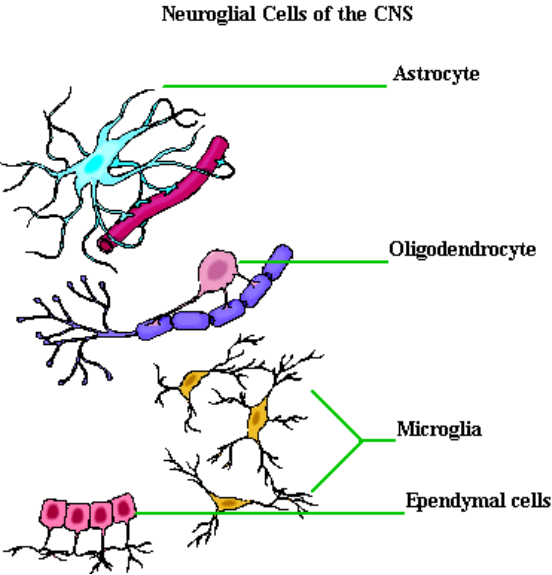 Neuroglial Cells of the CNS
Astrocyte
Oligodendrocyte
Microglia
Ependymal cells